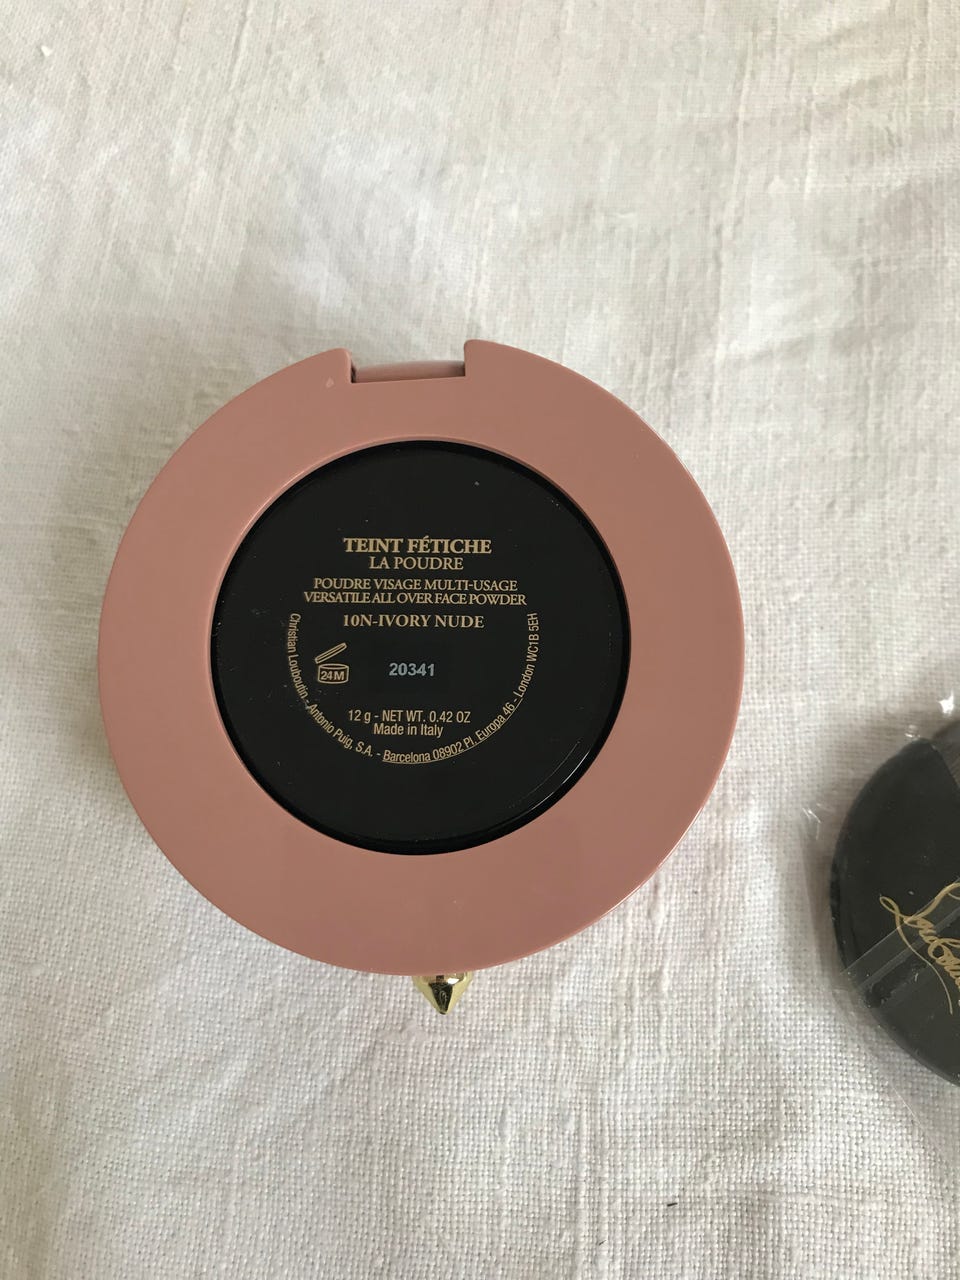 TEINT FÉTICHE
LA POUDRE
POUDRE VISAGE MULTI-USAGE
VERSATILE ALL OVER FACE POWDER
10N-IVORY NUDE
24M
20341
12 g - NET WT. 0.42 OZ
Made in Italy
Christian Louboutin - Antonio Puig, S.A. - Barcelona 08902 Pl. Europa 46 - London WC1B 5EH